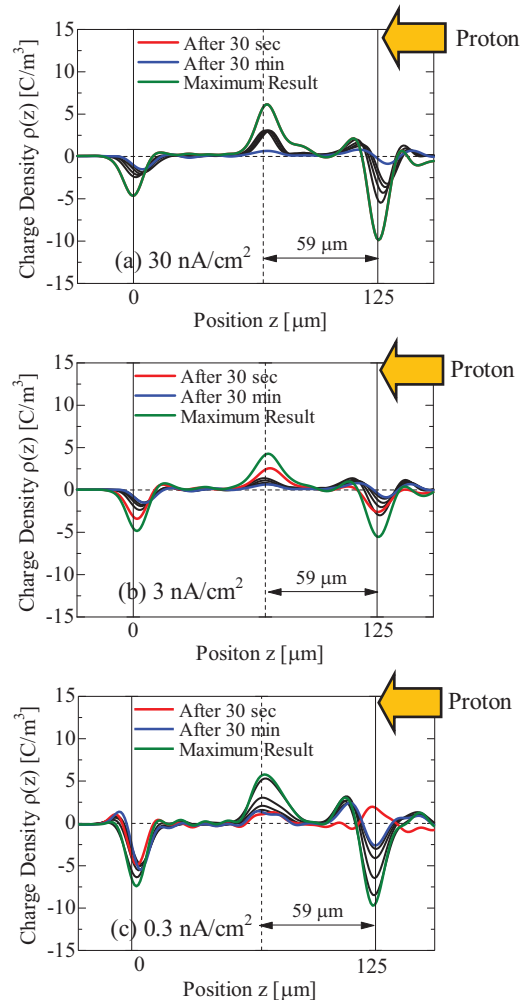 15
10
5
0
-5
-10
-15
Charge Density ρ(z) [C/m³]
After 30 sec
After 30 min
Maximum Result
Proton
59 μm
(a) 30 nA/cm²
0
125
Position z [μm]
15
10
5
0
-5
-10
-15
Charge Density ρ(z) [C/m³]
After 30 sec
After 30 min
Maximum Result
Proton
59 μm
(b) 3 nA/cm²
0
125
Positon z [μm]
15
10
5
0
-5
-10
-15
Charge Density ρ(z) [C/m³]
After 30 sec
After 30 min
Maximum Result
Proton
59 μm
(c) 0.3 nA/cm²
0
125
Position z [μm]